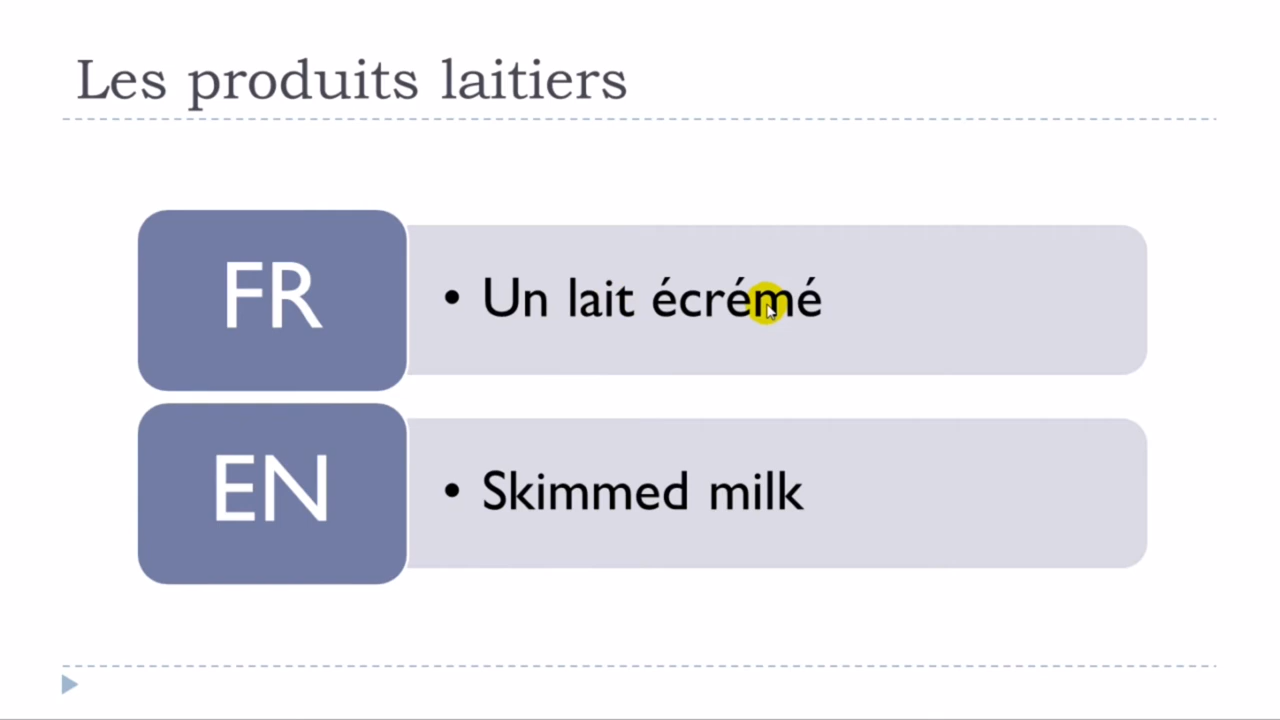 Les produits laitiers
FR
• Un lait écrémé
EN
• Skimmed milk